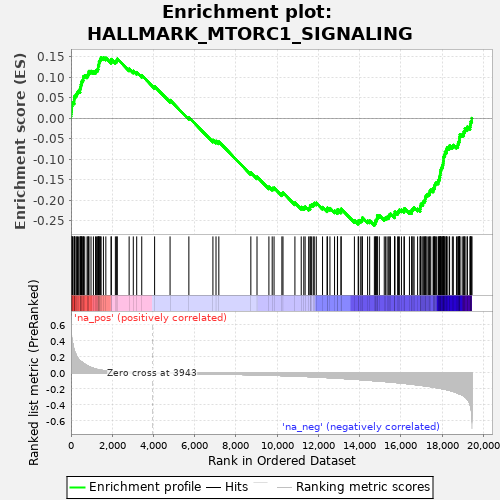 Enrichment plot:
HALLMARK_MTORC1_SIGNALING
Enrichment score (ES)
0.15
0.10
0.05
0.00
-0.05
-0.10
-0.15
-0.20
-0.25
'na_pos' (positively correlated)
Ranked list metric (PreRanked)
0.6
0.4
0.2
0.0
-0.2
-0.4
-0.6
Zero cross at 3943
'na_neg' (negatively correlated)
0
2,000
4,000
6,000
8,000
10,000
12,000
14,000
16,000
18,000
20,000
Rank in Ordered Dataset
Enrichment profile
Hits
Ranking metric scores